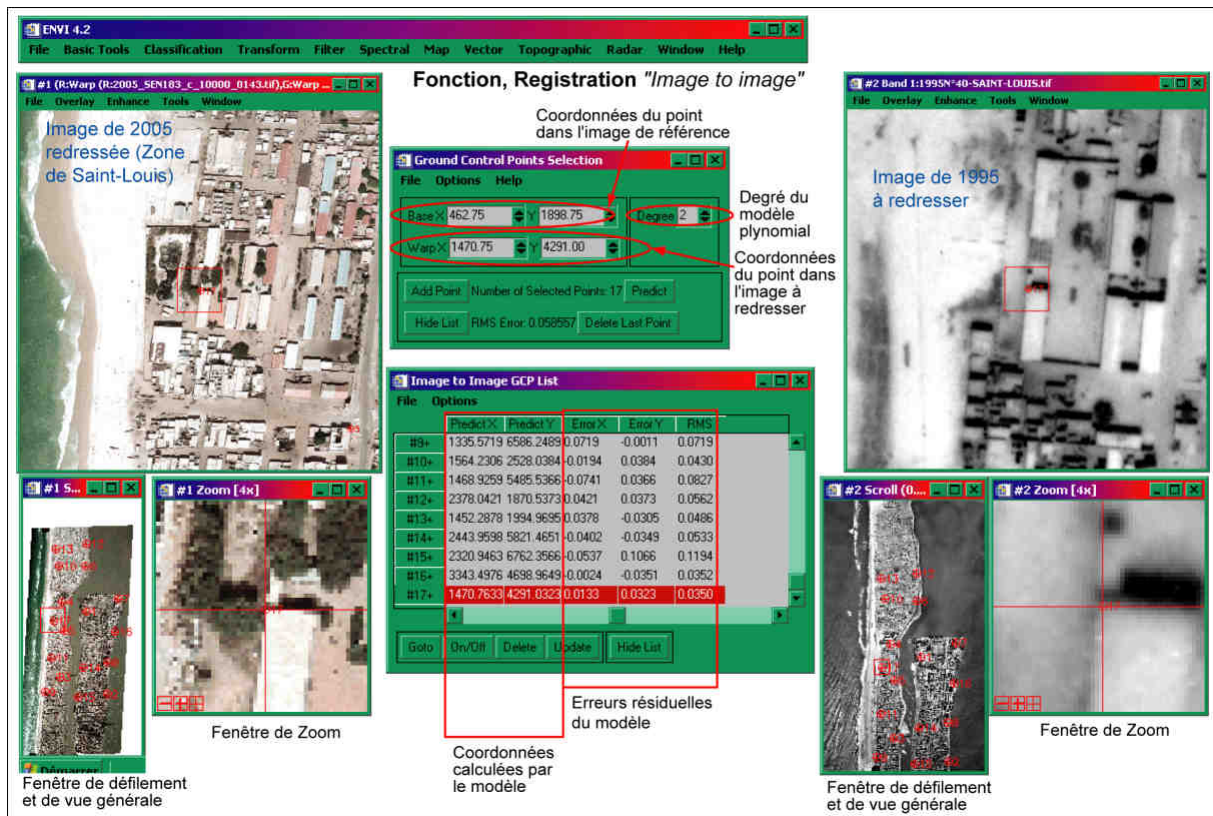 ENVI 4.2
File Basic Tools Classification Transform Filter Spectral Map Vector Topographic Radar Window Help
Fonction, Registration "Image to image"
#1 (R:Warp (R:2005_SEN183_c_10000_0143.tif),G:Warp ...
File Overlay Enhance Tools Window
Image de 2005
redressée (Zone
de Saint-Louis)
Coordonnées du point
dans l'image de référence
Ground Control Points Selection
File Options Help
Base X 462.75 Y 1898.75 Degree 2
Warp X 1470.75 Y 4291.00
Add Point Number of Selected Points: 17 Predict
Hide List RMS Error: 0.058557 Delete Last Point
Degré du
modèle
plynomial
Coordonnées
du point dans
l'image à
redresser
#2 Band 1:1995N°40-SAINT-LOUIS.tif
File Overlay Enhance Tools Window
Image de 1995
à redresser
Image to Image GCP List
File Options
Predict X Predict Y Error X Error Y RMS
#9+ 1335.5719 6586.2489 0.0719 -0.0011 0.0719
#10+ 1564.2306 2528.0384 -0.0194 0.0384 0.0430
#11+ 1468.9259 5485.5366 -0.0741 0.0366 0.0827
#12+ 2378.0421 1870.5373 0.0421 0.0373 0.0562
#13+ 1452.2878 1994.9695 0.0378 -0.0305 0.0486
#14+ 2443.9598 5821.4651 -0.0402 -0.0349 0.0533
#15+ 2320.9463 6762.3566 -0.0537 0.1066 0.1194
#16+ 3343.4976 4698.9649 -0.0024 -0.0351 0.0352
#17+ 1470.7633 4291.0323 0.0133 0.0323 0.0350
Goto On/Off Delete Update Hide List
#1 S...
#1 Zoom [4x]
Démarrer
Fenêtre de Zoom
Fenêtre de défilement
et de vue générale
Coordonnées
calculées par
le modèle
Erreurs résiduelles
du modèle
#2 Scroll (0....
#2 Zoom [4x]
Fenêtre de Zoom
Fenêtre de défilement
et de vue générale